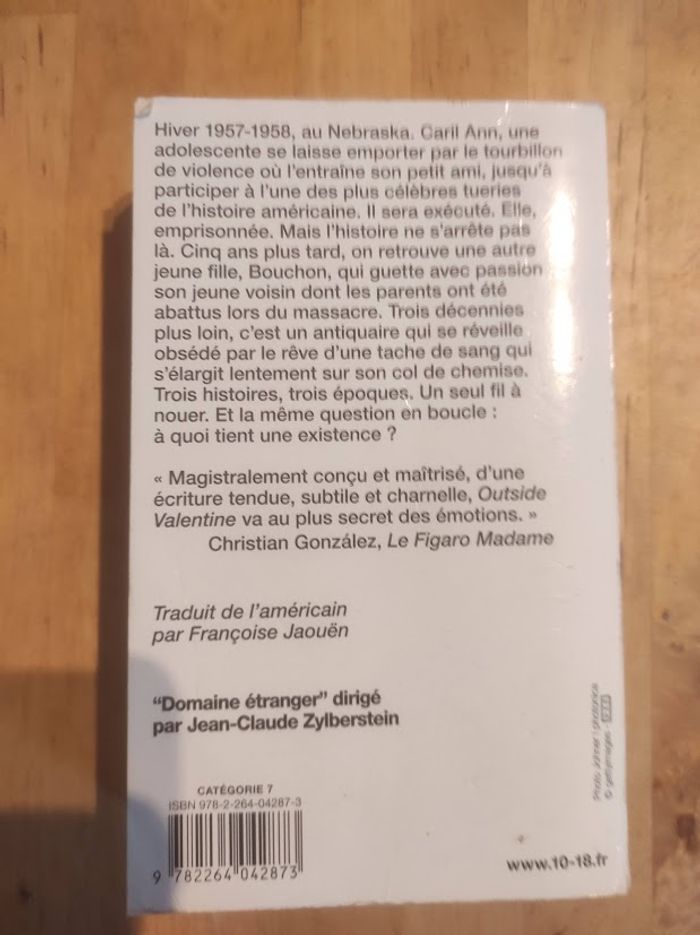 Hiver 1957-1958, au Nebraska. Caril Ann, une
adolescente se laisse emporter par le tourbillon
de violence où l'entraîne son petit ami, jusqu'à
participer à l'une des plus célèbres tueries
de l'histoire américaine. Il sera exécuté. Elle,
emprisonnée. Mais l'histoire ne s'arrête pas
là. Cinq ans plus tard, on retrouve une autre
jeune fille, Bouchon, qui guette avec passion
son jeune voisin dont les parents ont été
abattus lors du massacre. Trois décennies
plus loin, c'est un antiquaire qui se réveille
obsédé par le rêve d'une tache de sang qui
s'élargit lentement sur son col de chemise.
Trois histoires, trois époques. Un seul fil à
nouer. Et la même question en boucle :
à quoi tient une existence ?
« Magistralement conçu et maîtrisé, d'une
écriture tendue, subtile et charnelle, Outside
Valentine va au plus secret des émotions. »
Christian González, Le Figaro Madame
Traduit de l'américain
par Françoise Jaouën
"Domaine étranger" dirigé
par Jean-Claude Zylberstein
CATÉGORIE 7
ISBN 978-2-264-04287-3
9 782264 042873
www.10-18.fr
Photo Johner / photonica
© gettyimages